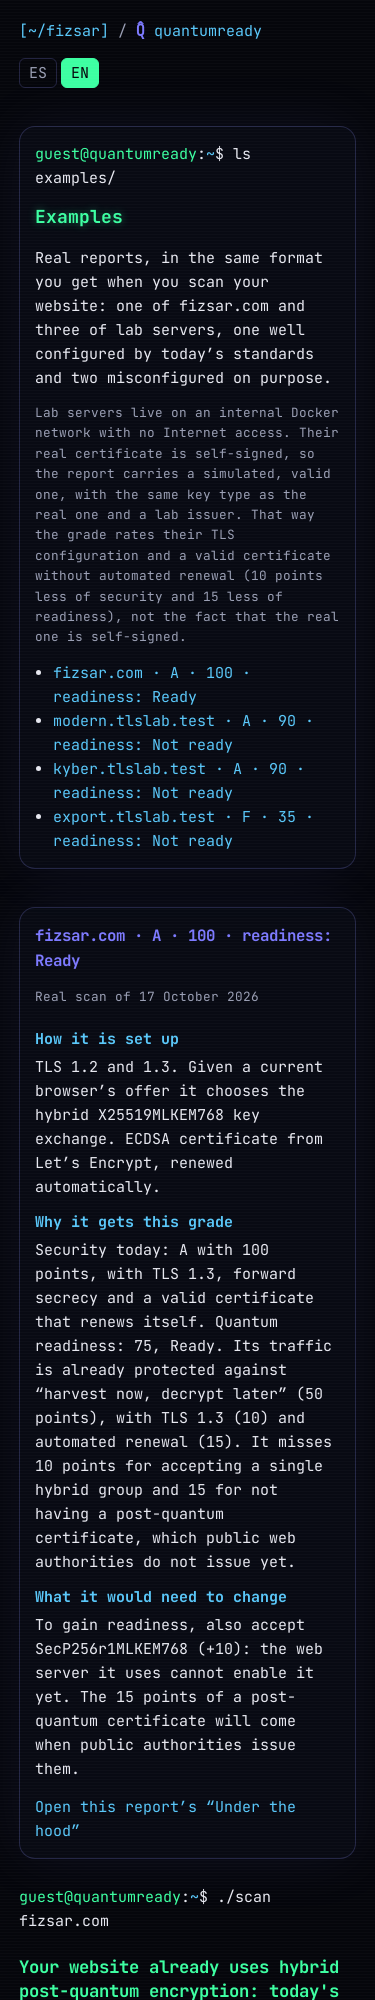 [~/fizsar] / Q quantumready
ES EN
guest@quantumready:~$ ls
examples/
Examples
Real reports, in the same format
you get when you scan your
website: one of fizsar.com and
three of lab servers, one well
configured by today’s standards
and two misconfigured on purpose.
Lab servers live on an internal Docker
network with no Internet access. Their
real certificate is self-signed, so
the report carries a simulated, valid
one, with the same key type as the
real one and a lab issuer. That way
the grade rates their TLS
configuration and a valid certificate
without automated renewal (10 points
less of security and 15 less of
readiness), not the fact that the real
one is self-signed.
• fizsar.com · A · 100 ·
readiness: Ready
• modern.tlslab.test · A · 90 ·
readiness: Not ready
• kyber.tlslab.test · A · 90 ·
readiness: Not ready
• export.tlslab.test · F · 35 ·
readiness: Not ready
fizsar.com · A · 100 · readiness:
Ready
Real scan of 17 October 2026
How it is set up
TLS 1.2 and 1.3. Given a current
browser’s offer it chooses the
hybrid X25519MLKEM768 key
exchange. ECDSA certificate from
Let’s Encrypt, renewed
automatically.
Why it gets this grade
Security today: A with 100
points, with TLS 1.3, forward
secrecy and a valid certificate
that renews itself. Quantum
readiness: 75, Ready. Its traffic
is already protected against
“harvest now, decrypt later” (50
points), with TLS 1.3 (10) and
automated renewal (15). It misses
10 points for accepting a single
hybrid group and 15 for not
having a post-quantum
certificate, which public web
authorities do not issue yet.
What it would need to change
To gain readiness, also accept
SecP256r1MLKEM768 (+10): the web
server it uses cannot enable it
yet. The 15 points of a post-
quantum certificate will come
when public authorities issue
them.
Open this report’s “Under the
hood”
guest@quantumready:~$ ./scan
fizsar.com
Your website already uses hybrid
post-quantum encryption: today's